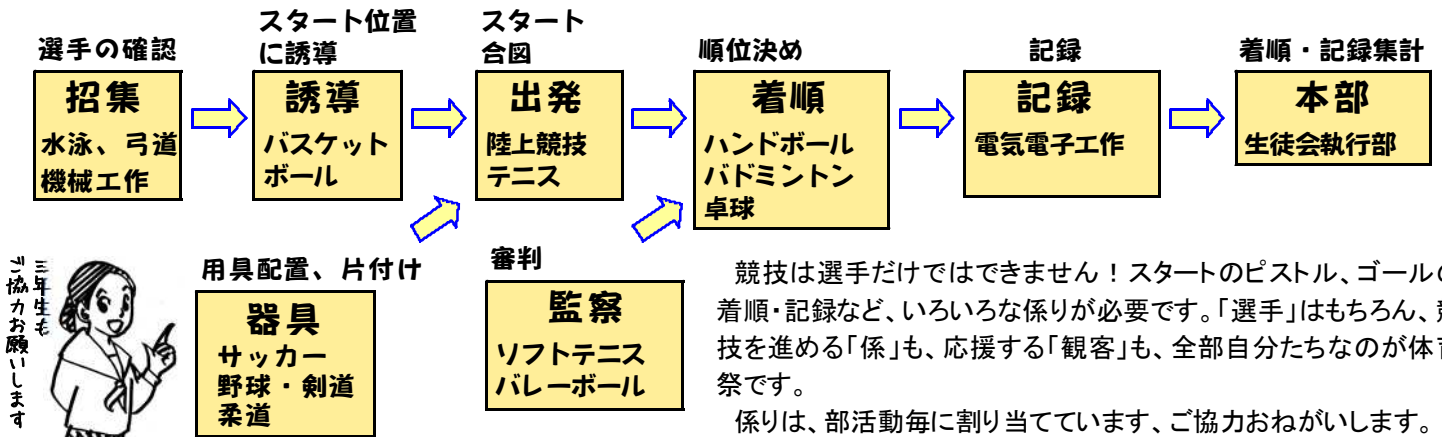 選手の確認
招集
水泳、弓道
機械工作
スタート位置
に誘導
誘導
バスケット
ボール
スタート
合図
出発
陸上競技
テニス
順位決め
着順
ハンドボール
バドミントン
卓球
記録
記録
電気電子工作
着順・記録集計
本部
生徒会執行部
三年生も
ご協力お願いします
用具配置、片付け
器具
サッカー
野球・剣道
柔道
審判
監察
ソフトテニス
バレーボール
競技は選手だけではできません！スタートのピストル、ゴールの
着順・記録など、いろいろな係りが必要です。「選手」はもちろん、競
技を進める「係」も、応援する「観客」も、全部自分たちなのが体育
祭です。
係りは、部活動毎に割り当てています、ご協力おねがいします。